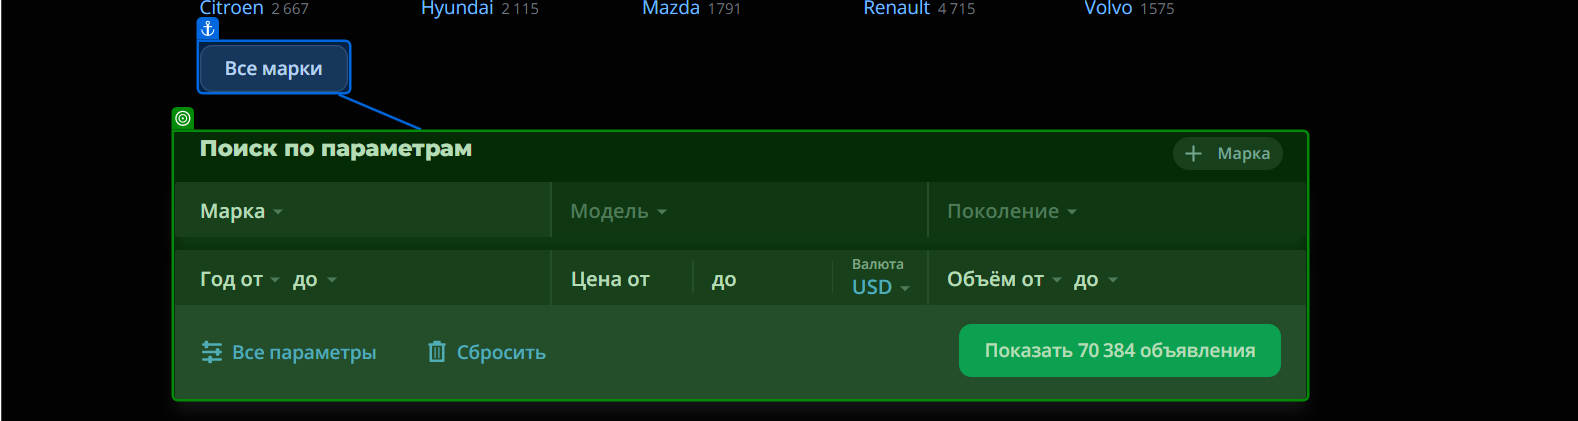 Citroen 2 667 Hyundai 2 115 Mazda 1791 Renault 4 715 Volvo 1575
Все марки
Поиск по параметрам + Марка
Марка Модель Поколение
Год от до Цена от до Валюта USD Объём от до
Все параметры Сбросить Показать 70 384 объявления